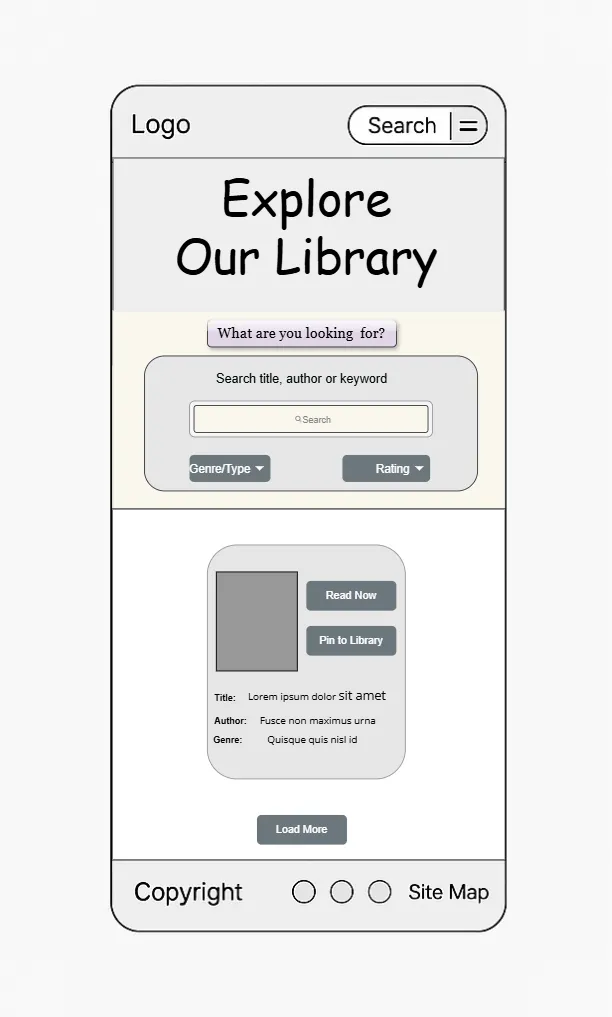 Logo
Search
Explore
Our Library
What are you looking for?
Search title, author or keyword
Search
Genre/Type
Rating
Read Now
Pin to Library
Title: Lorem ipsum dolor sit amet
Author: Fusce non maximus urna
Genre: Quisque quis nisl id
Load More
Copyright
Site Map